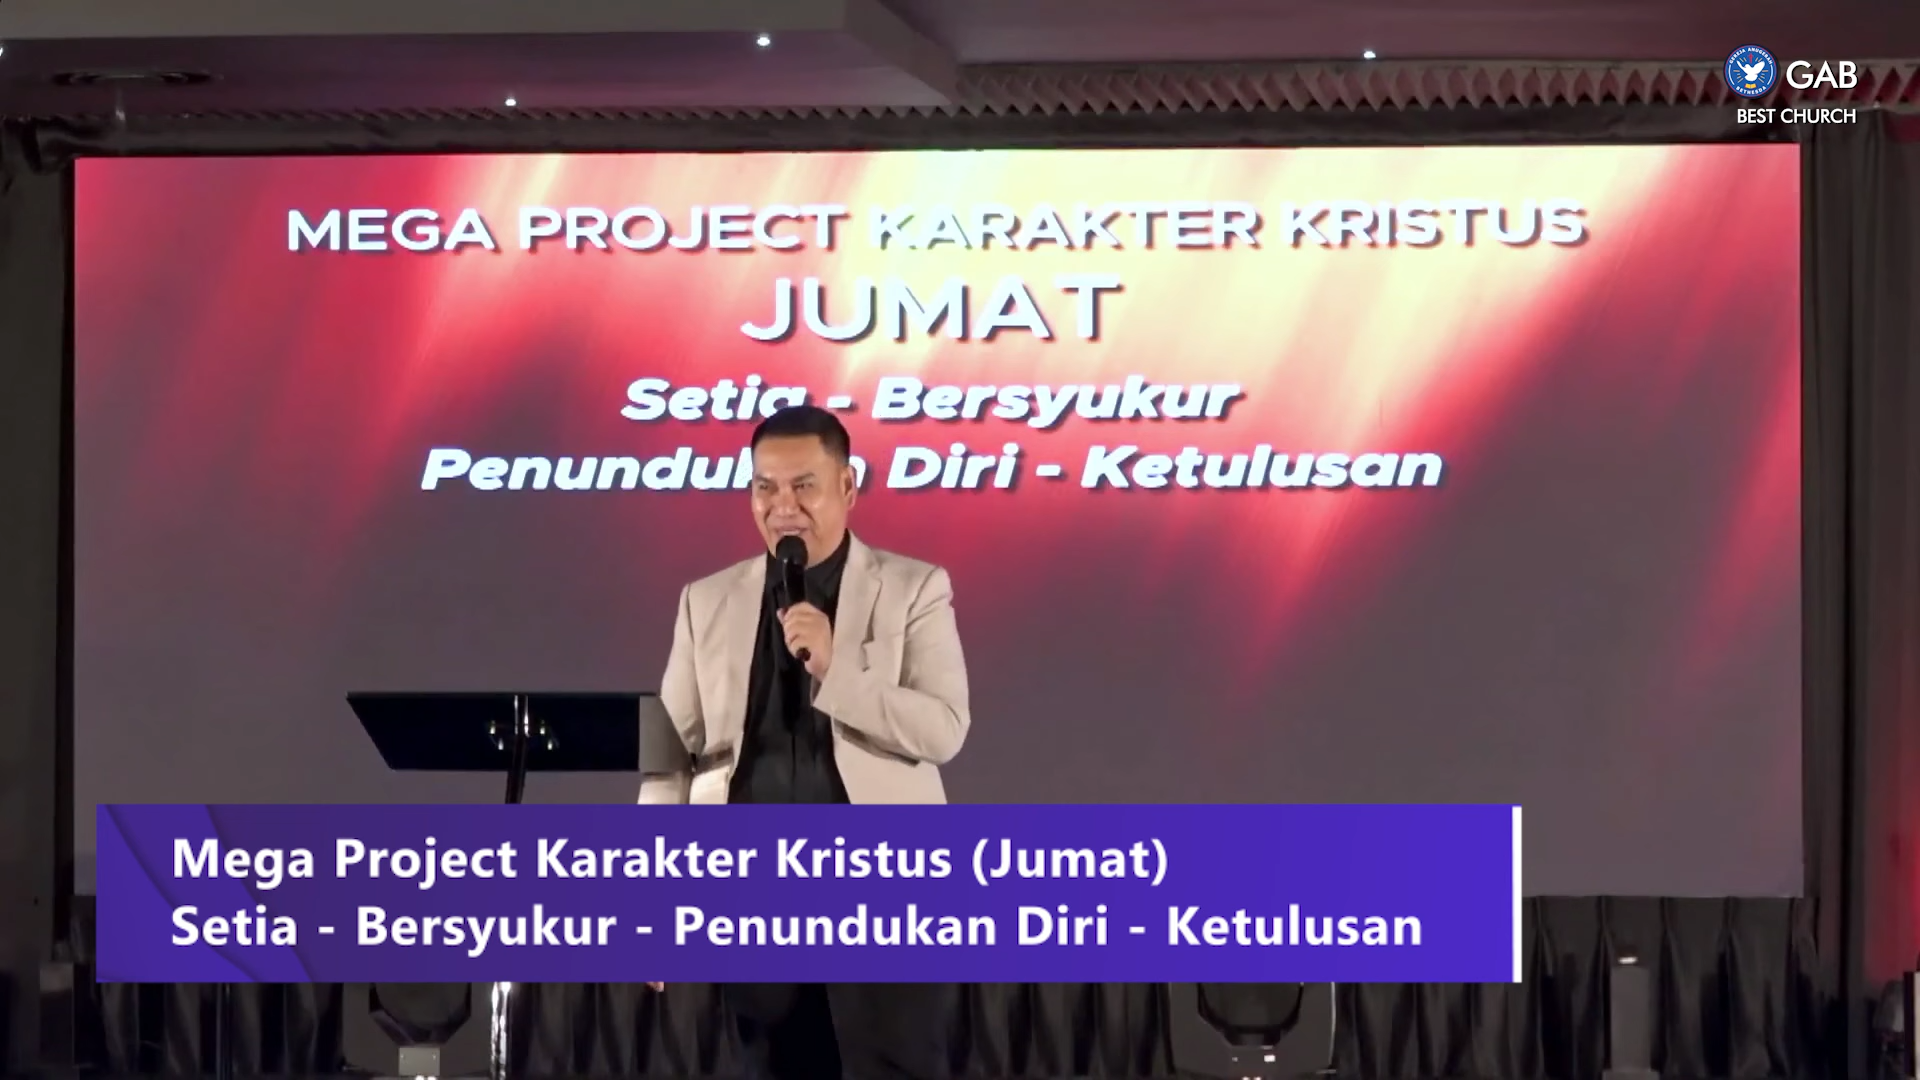 GAB
BEST CHURCH
MEGA PROJECT KARAKTER KRISTUS
JUMAT
Setia - Bersyukur
Diri - Ketulusan
Mega Project Karakter Kristus (Jumat)
Setia - Bersyukur - Penundukan Diri - Ketulusan